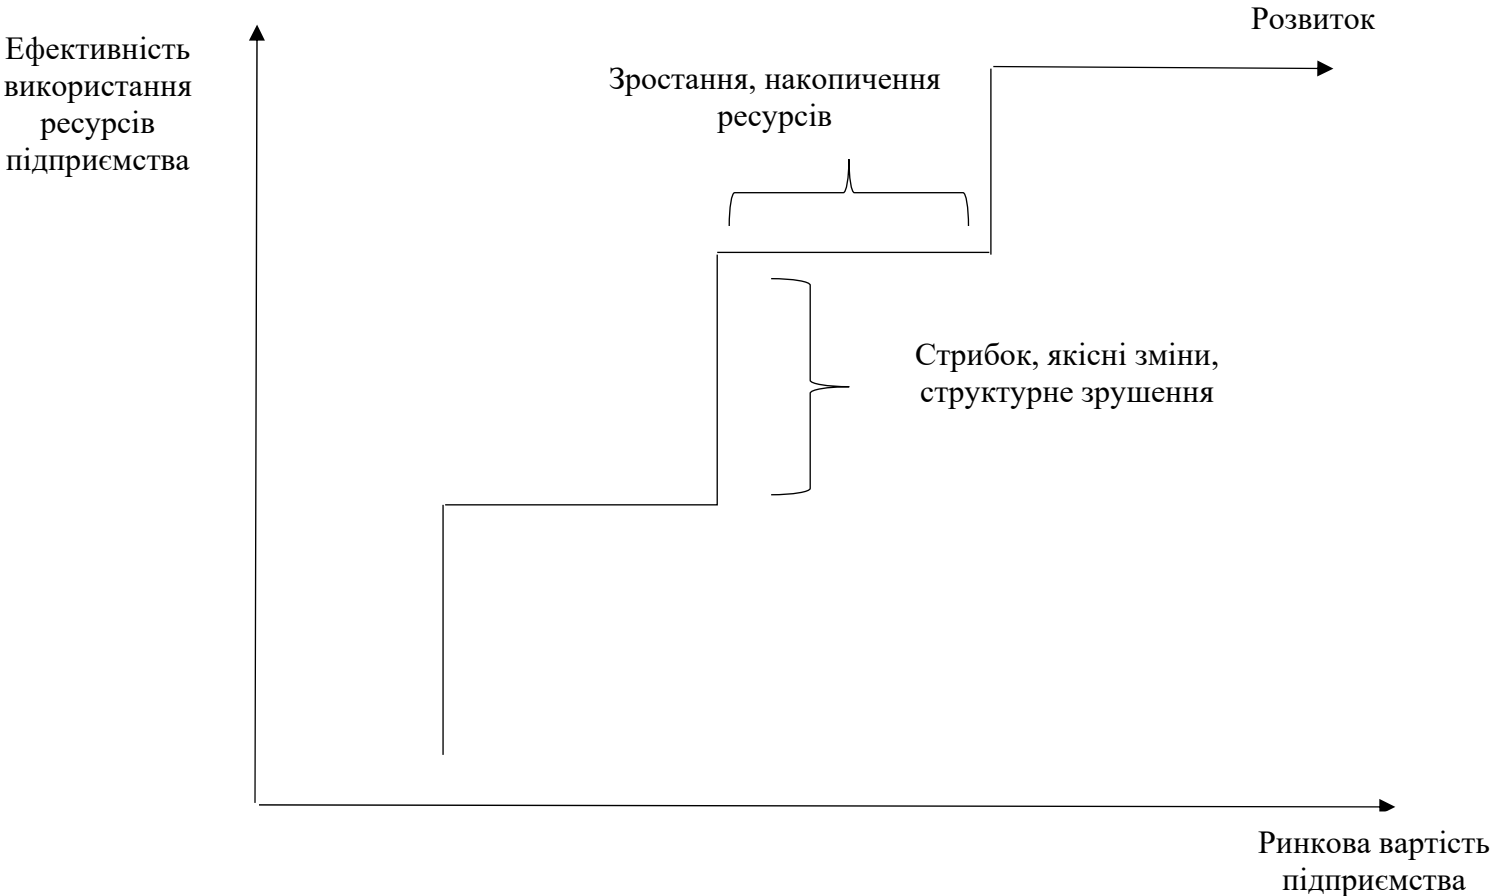 Розвиток
Ефективність
використання
ресурсів
підприємства
Зростання, накопичення
ресурсів
Стрибок, якісні зміни,
структурне зрушення
Ринкова вартість
підприємства